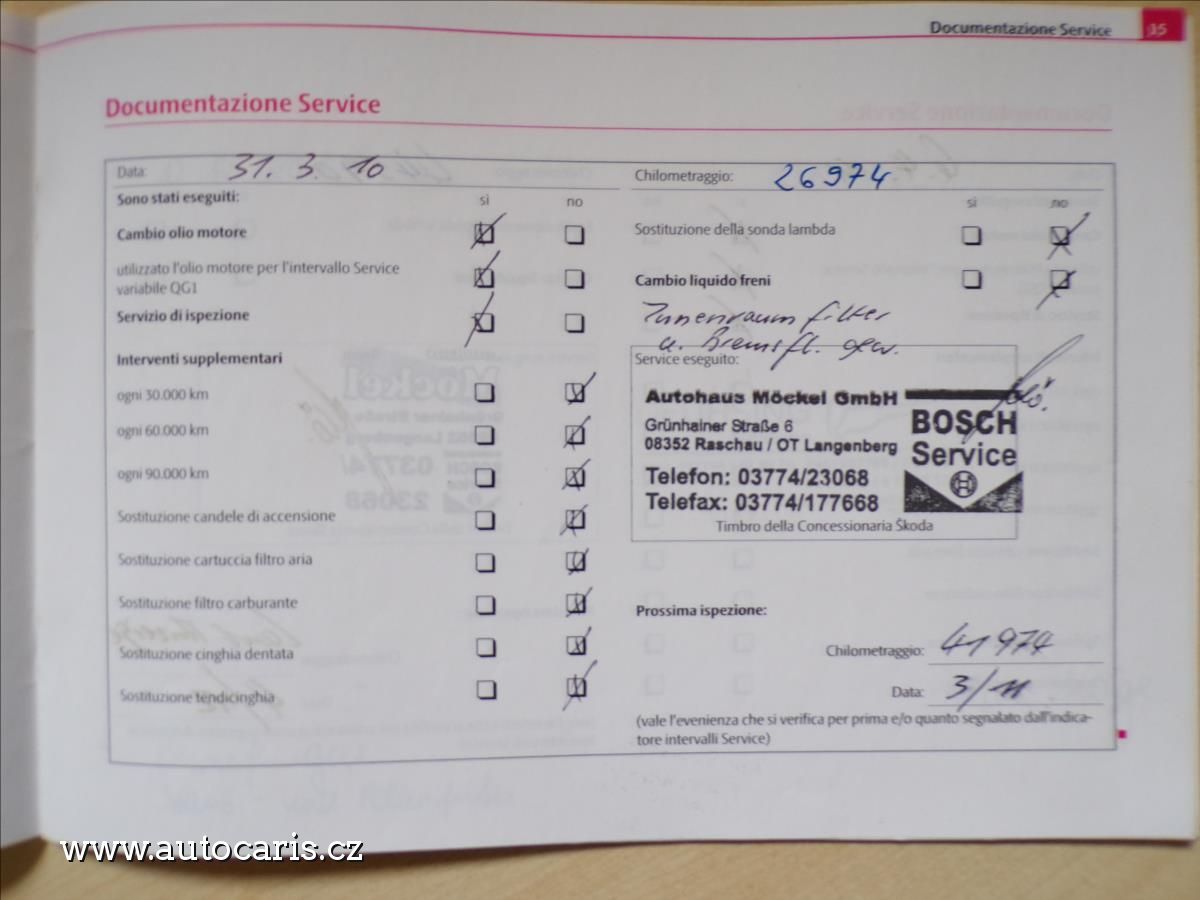 Documentazione Service 15
Documentazione Service
Data: 31. 3. 10
Chilometraggio: 26974
Sono stati eseguiti: si no
Cambio olio motore
utilizzato l'olio motore per l'intervallo Service
variabile QG1
Servizio di ispezione
Interventi supplementari
ogni 30.000 km
ogni 60.000 km
ogni 90.000 km
Sostituzione candele di accensione
Sostituzione cartuccia filtro aria
Sostituzione filtro carburante
Sostituzione cinghia dentata
Sostituzione tendicinghia
si no
Sostituzione della sonda lambda
Cambio liquido freni
Innenraumfilter
u. Bremsfl. gew.
Service eseguito:
Autohaus Möckel GmbH
Grünhainer Straße 6
08352 Raschau / OT Langenberg
Telefon: 03774/23068
Telefax: 03774/177668
BOSCH
Service
Timbro della Concessionaria Škoda
Prossima ispezione:
Chilometraggio: 41974
Data: 3/11
(vale l'evenienza che si verifica per prima e/o quanto segnalato dall'indica-
tore intervalli Service)
www.autocaris.cz